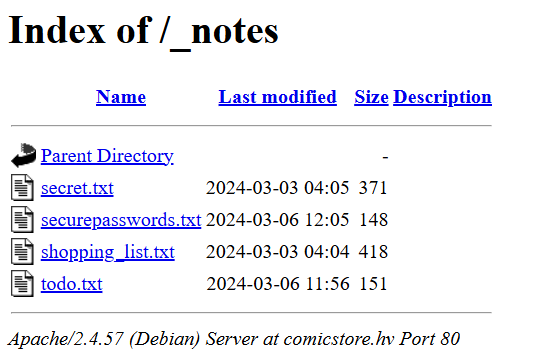 Index of /_notes
Name Last modified Size Description
Parent Directory -
secret.txt 2024-03-03 04:05 371
securepasswords.txt 2024-03-06 12:05 148
shopping_list.txt 2024-03-03 04:04 418
todo.txt 2024-03-06 11:56 151
Apache/2.4.57 (Debian) Server at comicstore.hv Port 80